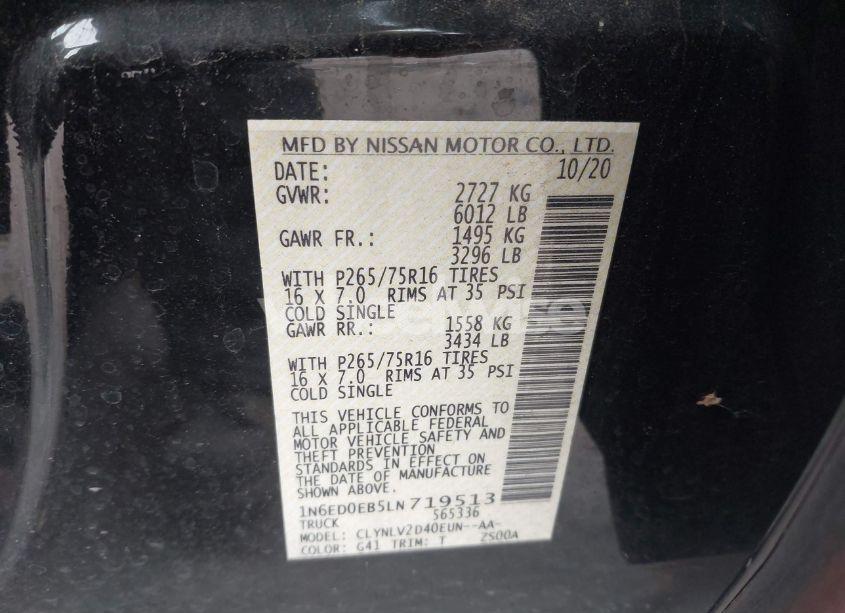 MFD BY NISSAN MOTOR CO., LTD.
DATE: 10/20
GVWR: 2727 KG
6012 LB
GAWR FR.: 1495 KG
3296 LB
WITH P265/75R16 TIRES
16 X 7.0 RIMS AT 35 PSI
COLD SINGLE
GAWR RR.: 1558 KG
3434 LB
WITH P265/75R16 TIRES
16 X 7.0 RIMS AT 35 PSI
COLD SINGLE
THIS VEHICLE CONFORMS TO
ALL APPLICABLE FEDERAL
MOTOR VEHICLE SAFETY AND
THEFT PREVENTION
STANDARDS IN EFFECT ON
THE DATE OF MANUFACTURE
SHOWN ABOVE.
1N6ED0EB5LN719513
TRUCK 565336
MODEL: CLYNLV2D40EUN--AA-
COLOR: G41 TRIM: T ZS00A